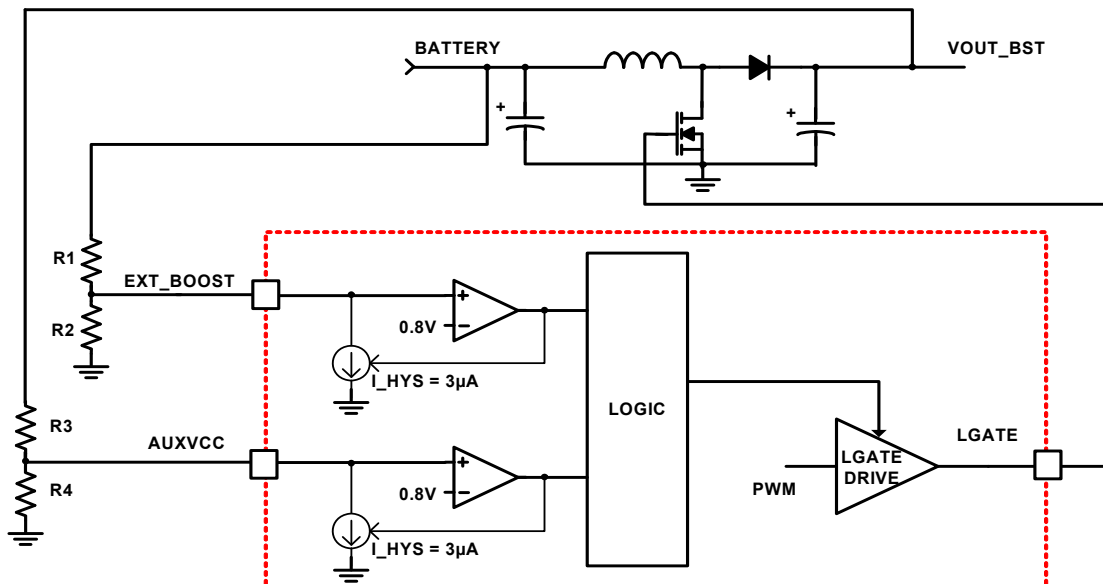 BATTERY
VOUT_BST
+
+
R1
EXT_BOOST
R2
+
0.8V
−
I_HYS = 3µA
LOGIC
R3
AUXVCC
R4
+
0.8V
−
I_HYS = 3µA
LGATE
DRIVE
PWM
LGATE